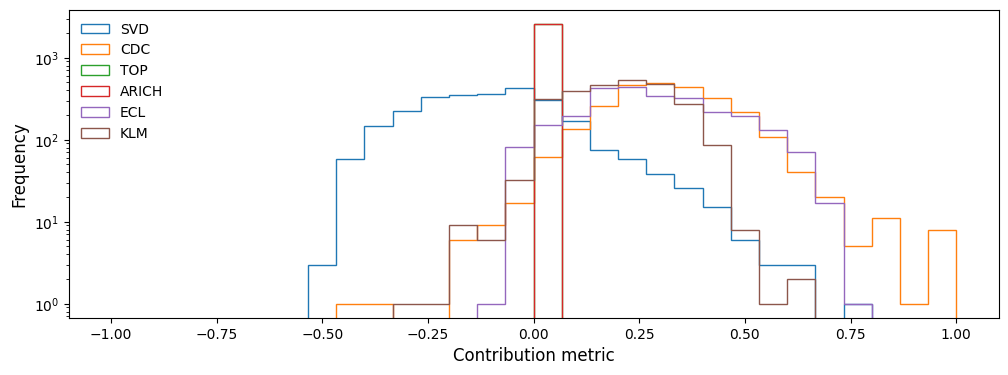 SVD
CDC
TOP
ARICH
ECL
KLM
Frequency
10³
10²
10¹
10⁰
−1.00 −0.75 −0.50 −0.25 0.00 0.25 0.50 0.75 1.00
Contribution metric